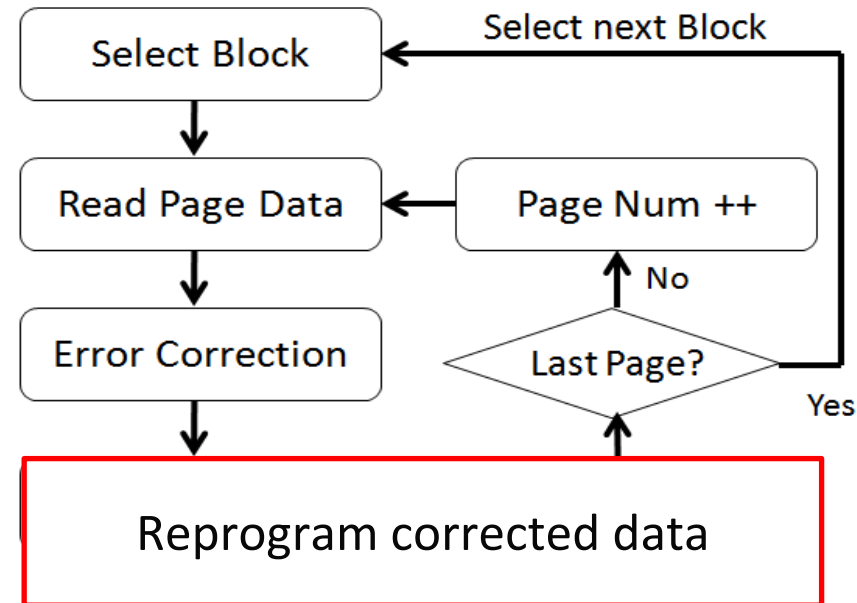 Select Block
Select next Block
Read Page Data
Page Num ++
No
Error Correction
Last Page?
Yes
Reprogram corrected data